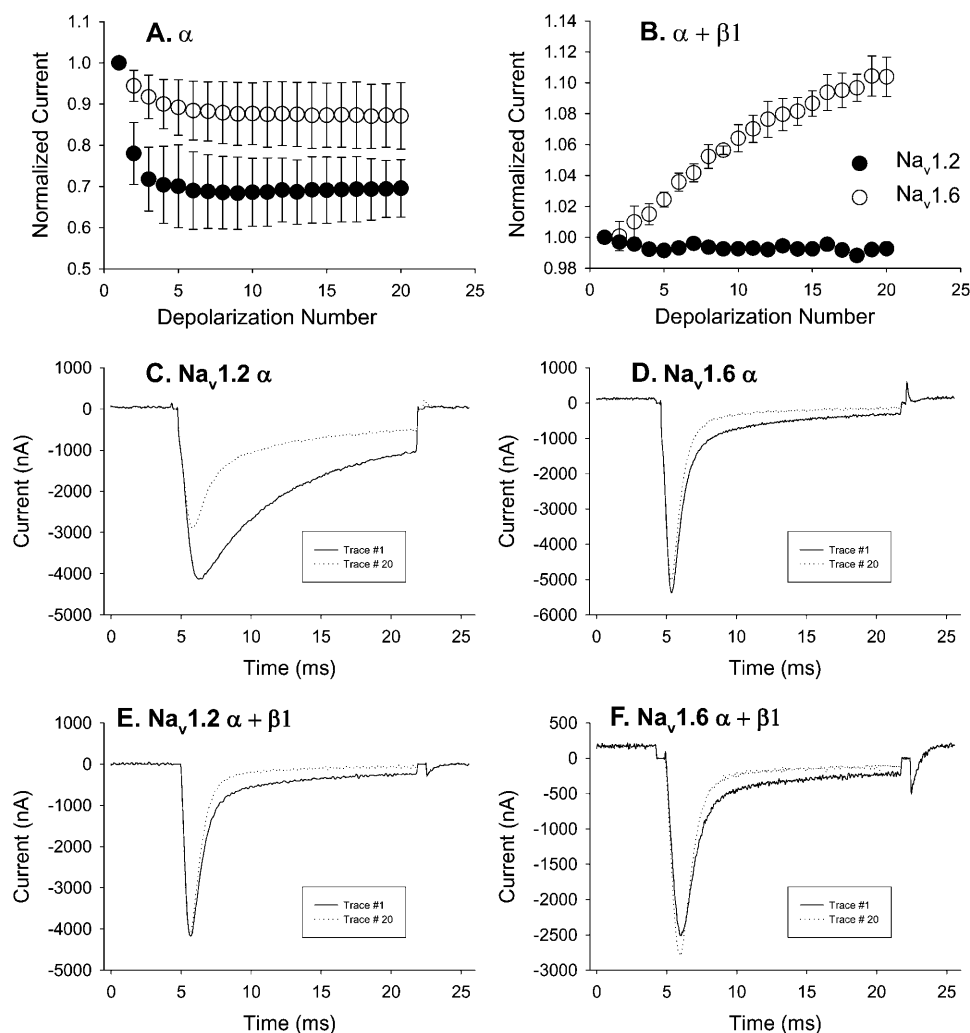 A. α
1.1
1.0
0.9
0.8
0.7
0.6
0.5
0 5 10 15 20 25
Normalized Current
Depolarization Number
B. α + β1
1.14
1.12
1.10
1.08
1.06
1.04
1.02
1.00
0.98
0 5 10 15 20 25
Normalized Current
Depolarization Number
Nav1.2
Nav1.6
C. Nav1.2 α
1000
0
-1000
-2000
-3000
-4000
-5000
0 5 10 15 20 25
Current (nA)
Time (ms)
Trace #1
Trace # 20
D. Nav1.6 α
1000
0
-1000
-2000
-3000
-4000
-5000
-6000
0 5 10 15 20 25
Current (nA)
Time (ms)
Trace #1
Trace # 20
E. Nav1.2 α + β1
1000
0
-1000
-2000
-3000
-4000
-5000
0 5 10 15 20 25
Current (nA)
Time (ms)
Trace #1
Trace # 20
F. Nav1.6 α + β1
500
0
-500
-1000
-1500
-2000
-2500
-3000
0 5 10 15 20 25
Current (nA)
Time (ms)
Trace #1
Trace # 20